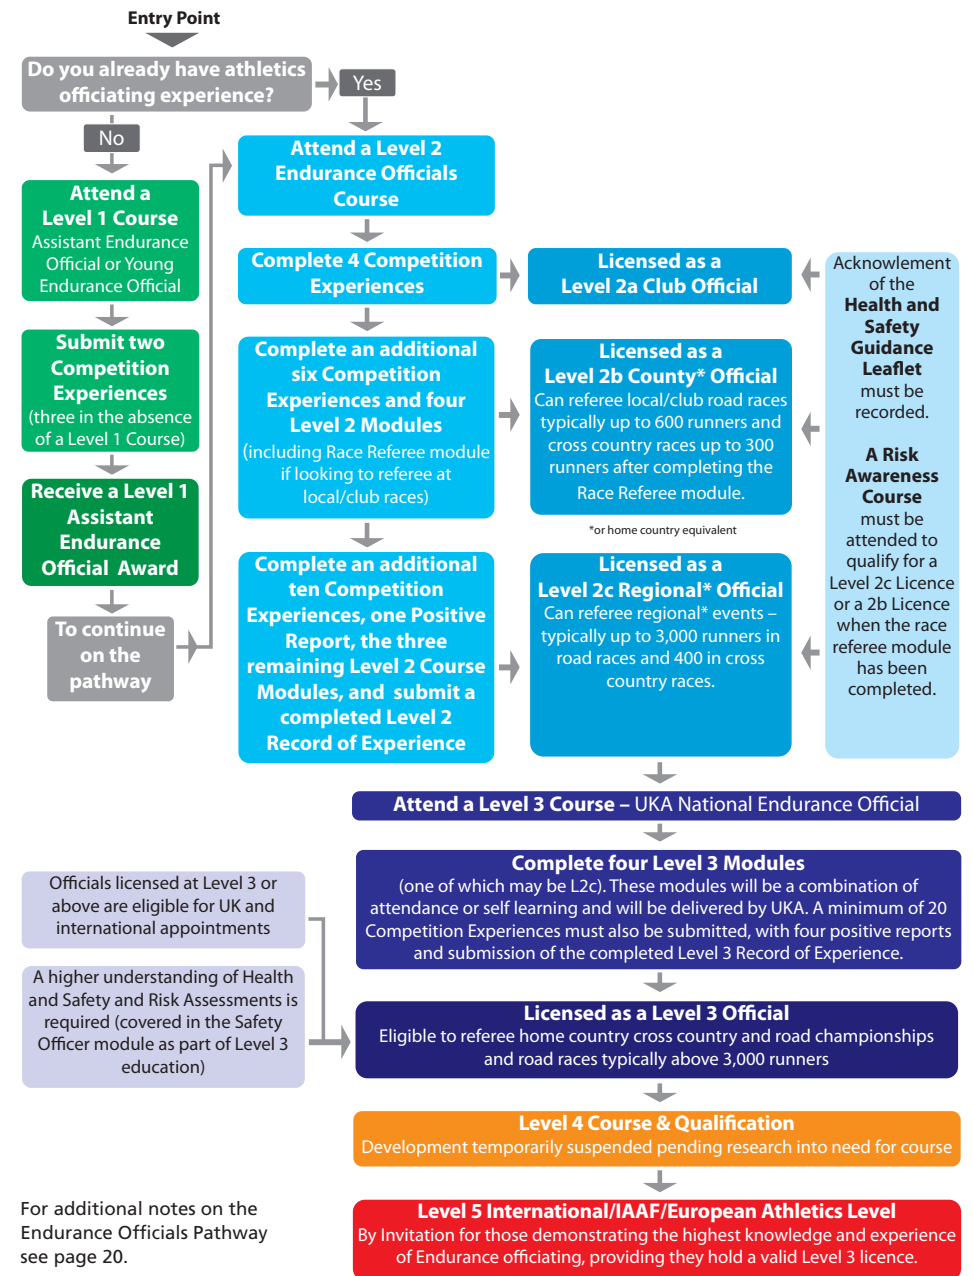 Entry Point
Do you already have athletics
officiating experience?
Yes
No
Attend a
Level 1 Course
Assistant Endurance
Official or Young
Endurance Official
Submit two
Competition
Experiences
(three in the absence
of a Level 1 Course)
Receive a Level 1
Assistant
Endurance
Official Award
To continue
on the
pathway
Attend a Level 2
Endurance Officials
Course
Complete 4 Competition
Experiences
Licensed as a
Level 2a Club Official
Complete an additional
six Competition
Experiences and four
Level 2 Modules
(including Race Referee module
if looking to referee at
local/club races)
Licensed as a
Level 2b County* Official
Can referee local/club road races
typically up to 600 runners and
cross country races up to 300
runners after completing the
Race Referee module.
*or home country equivalent
Complete an additional
ten Competition
Experiences, one Positive
Report, the three
remaining Level 2 Course
Modules, and submit a
completed Level 2
Record of Experience
Licensed as a
Level 2c Regional* Official
Can referee regional* events –
typically up to 3,000 runners in
road races and 400 in cross
country races.
Acknowlement
of the
Health and
Safety
Guidance
Leaflet
must be
recorded.
A Risk
Awareness
Course
must be
attended to
qualify for a
Level 2c Licence
or a 2b Licence
when the race
referee module
has been
completed.
Attend a Level 3 Course – UKA National Endurance Official
Complete four Level 3 Modules
(one of which may be L2c). These modules will be a combination of
attendance or self learning and will be delivered by UKA. A minimum of 20
Competition Experiences must also be submitted, with four positive reports
and submission of the completed Level 3 Record of Experience.
Officials licensed at Level 3 or
above are eligible for UK and
international appointments
A higher understanding of Health
and Safety and Risk Assessments is
required (covered in the Safety
Officer module as part of Level 3
education)
Licensed as a Level 3 Official
Eligible to referee home country cross country and road championships
and road races typically above 3,000 runners
Level 4 Course & Qualification
Development temporarily suspended pending research into need for course
Level 5 International/IAAF/European Athletics Level
By Invitation for those demonstrating the highest knowledge and experience
of Endurance officiating, providing they hold a valid Level 3 licence.
For additional notes on the
Endurance Officials Pathway
see page 20.